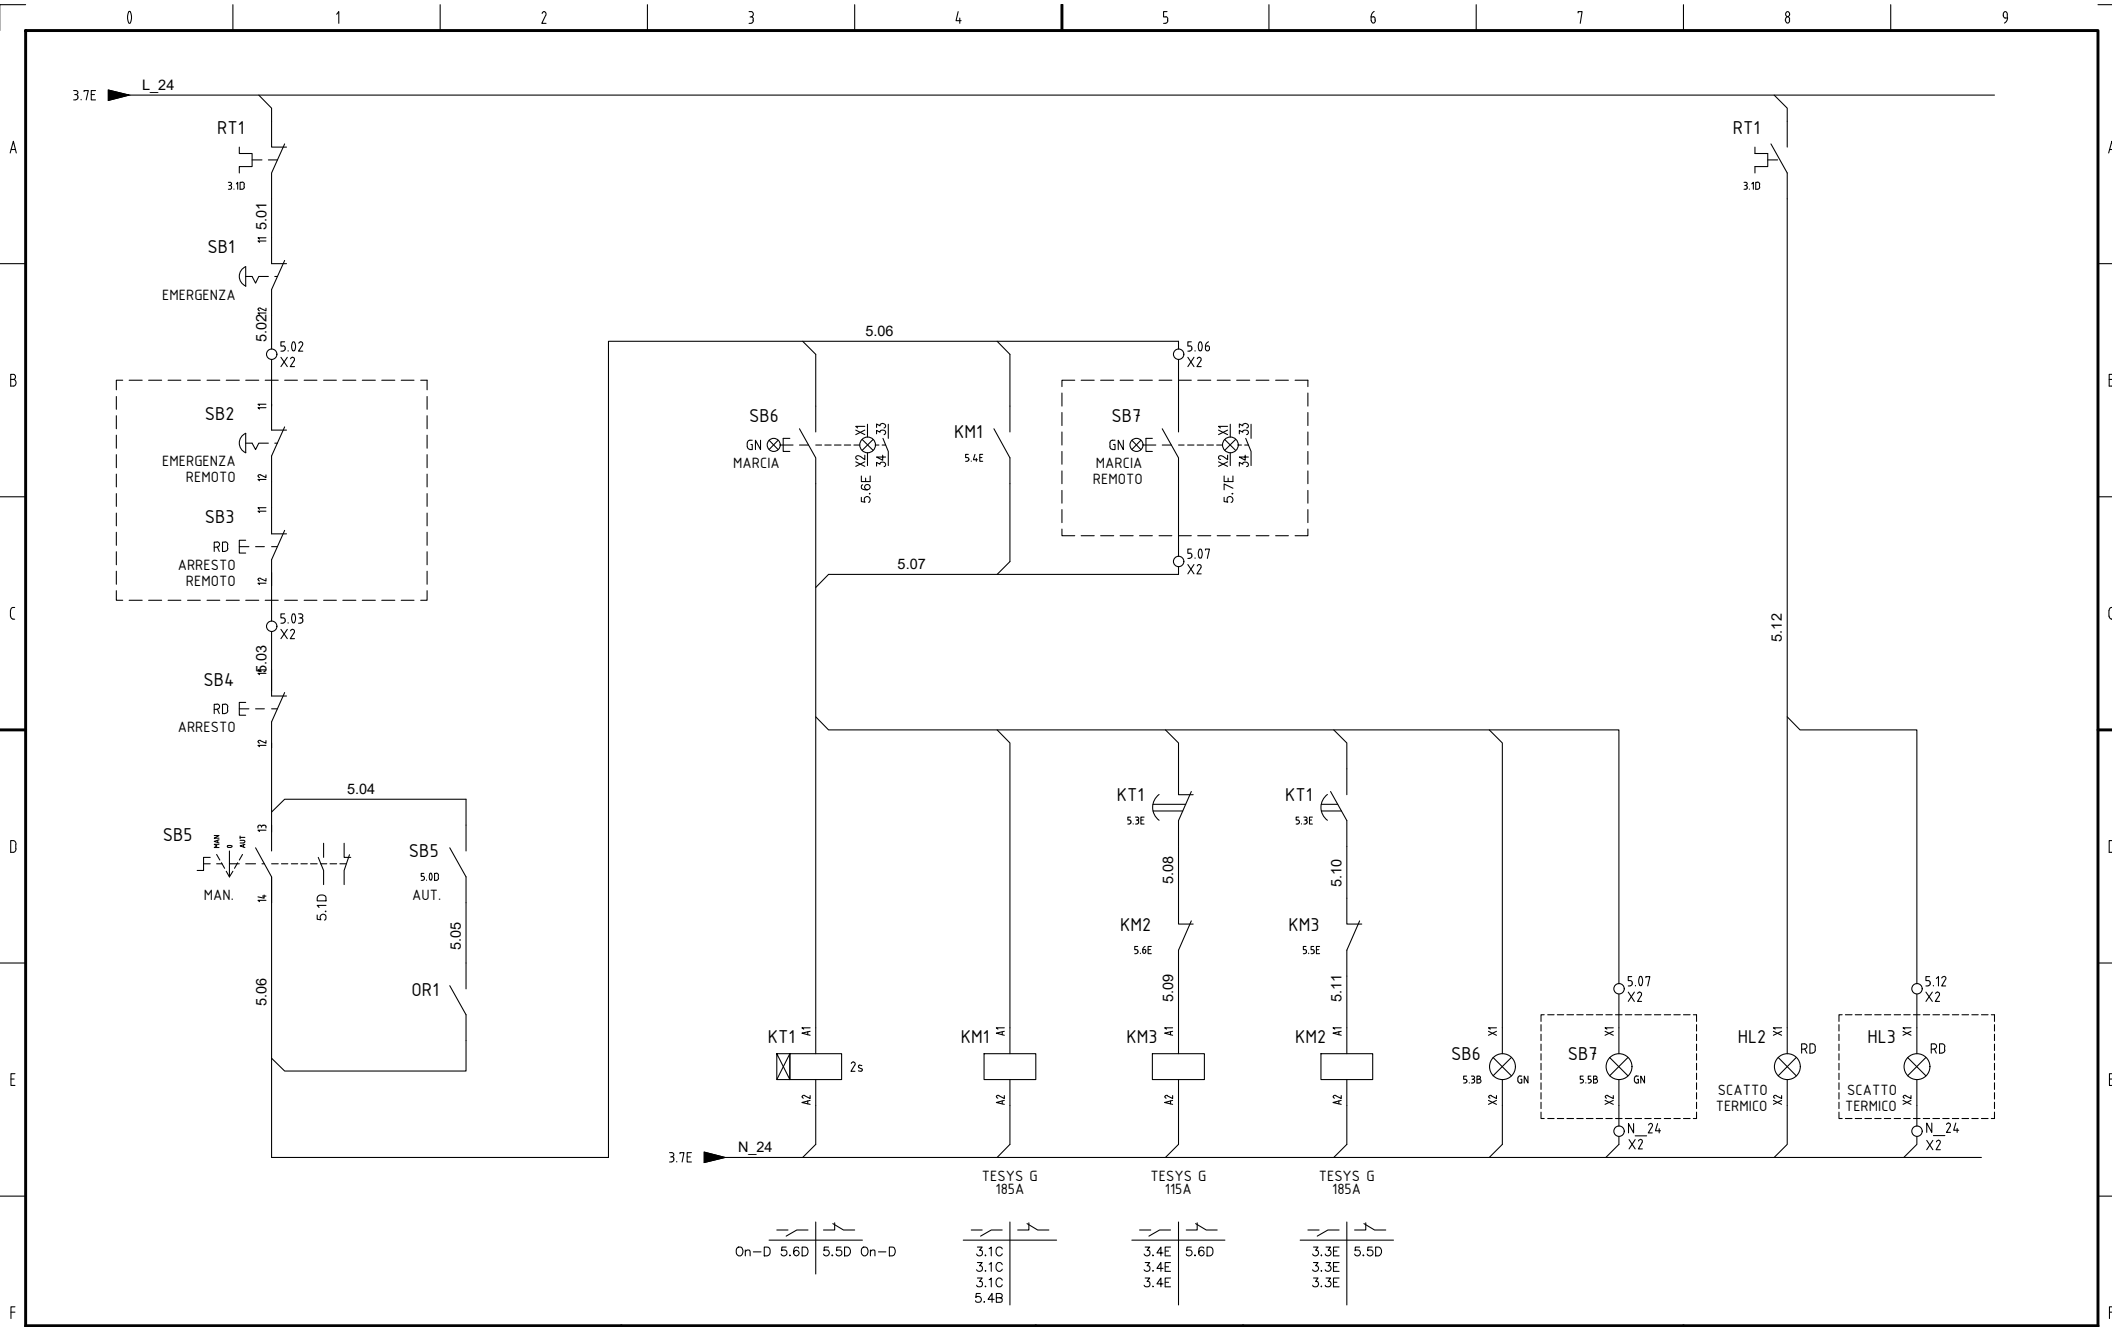 0 1 2 3 4 5 6 7 8 9
3.7E L_24
RT1
3.1D
5.01
11
SB1
EMERGENZA
12
5.02
5.02
X2
11
SB2
EMERGENZA
REMOTO
12
11
SB3
RD
ARRESTO
REMOTO
12
5.03
X2
5.03
SB4
RD
ARRESTO
12
5.04
13
SB5
MAN
0
AUT
MAN.
14
5.1D
SB5
5.0D
AUT.
5.05
5.06
OR1
5.06
SB6
GN
MARCIA
X1
X2
33
34
5.6E
KM1
5.4E
5.06
X2
SB7
GN
MARCIA
REMOTO
X1
X2
33
34
5.7E
5.07
5.07
X2
KT1
5.3E
5.08
KM2
5.6E
5.09
KT1
5.3E
5.10
KM3
5.5E
5.11
KT1
A1
A2
2s
KM1
A1
A2
KM3
A1
A2
KM2
A1
A2
SB6
5.3B
X1
X2
GN
5.07
X2
SB7
5.5B
X1
X2
GN
N_24
X2
RT1
3.1D
5.12
HL2
X1
RD
X2
SCATTO
TERMICO
5.12
X2
HL3
X1
RD
X2
SCATTO
TERMICO
N_24
X2
3.7E N_24
TESYS G
185A
TESYS G
115A
TESYS G
185A
On-D 5.6D 5.5D On-D
3.1C
3.1C
3.1C
5.4B
3.4E 5.6D
3.4E
3.4E
3.3E 5.5D
3.3E
3.3E
A
B
C
D
E
F